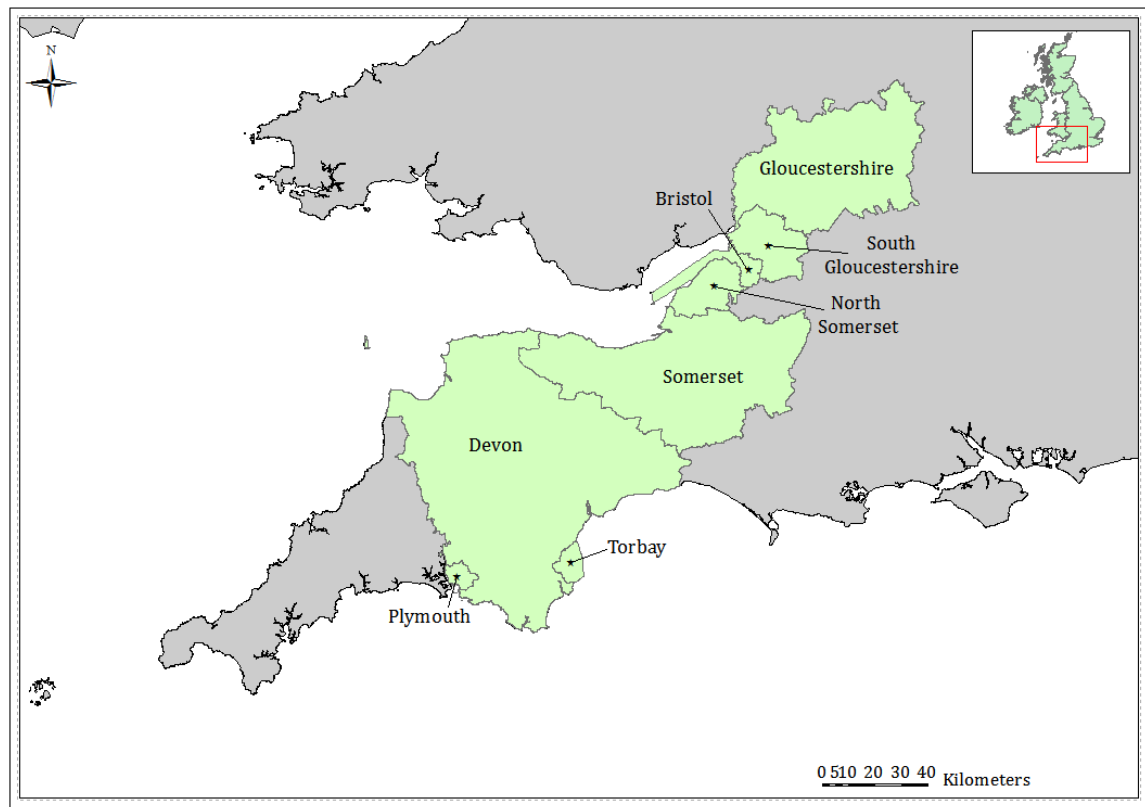 N
Gloucestershire
Bristol
South
Gloucestershire
North
Somerset
Somerset
Devon
Torbay
Plymouth
0 510 20 30 40 Kilometers